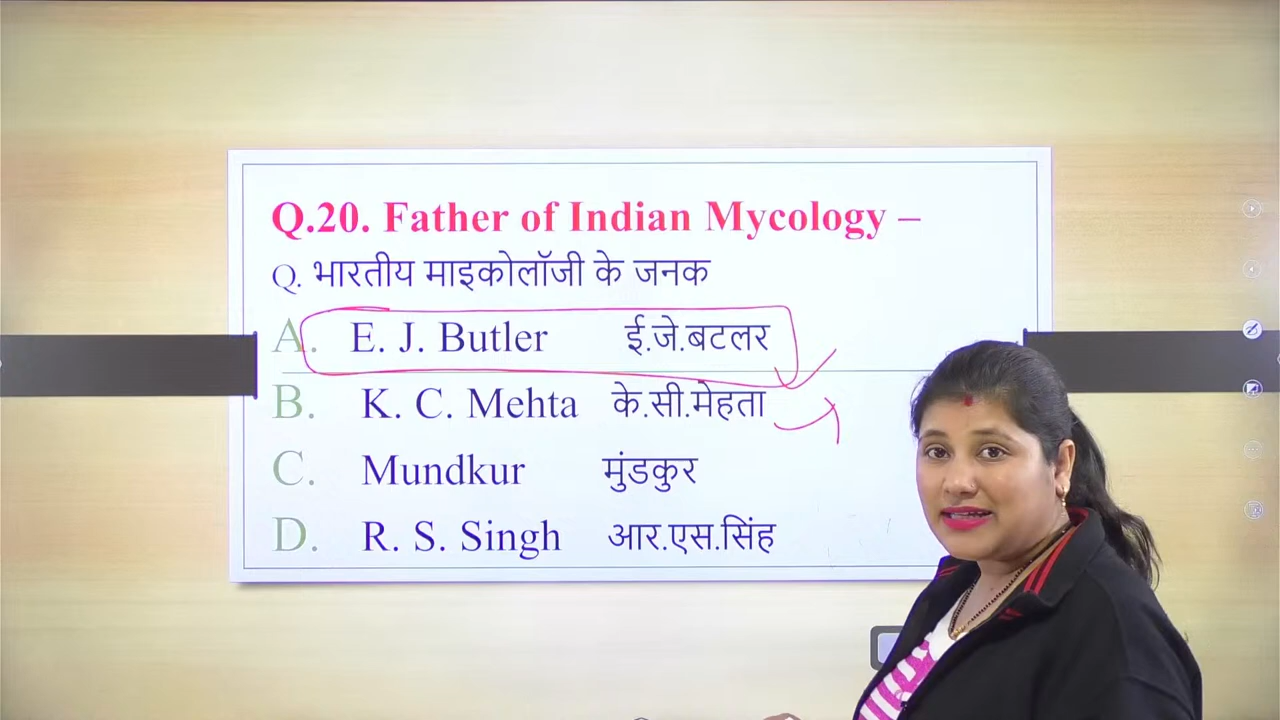 Q.20. Father of Indian Mycology –
Q. भारतीय माइकोलॉजी के जनक
A. E. J. Butler ई.जे.बटलर
B. K. C. Mehta के.सी.मेहता
C. Mundkur मुंडकुर
D. R. S. Singh आर.एस.सिंह